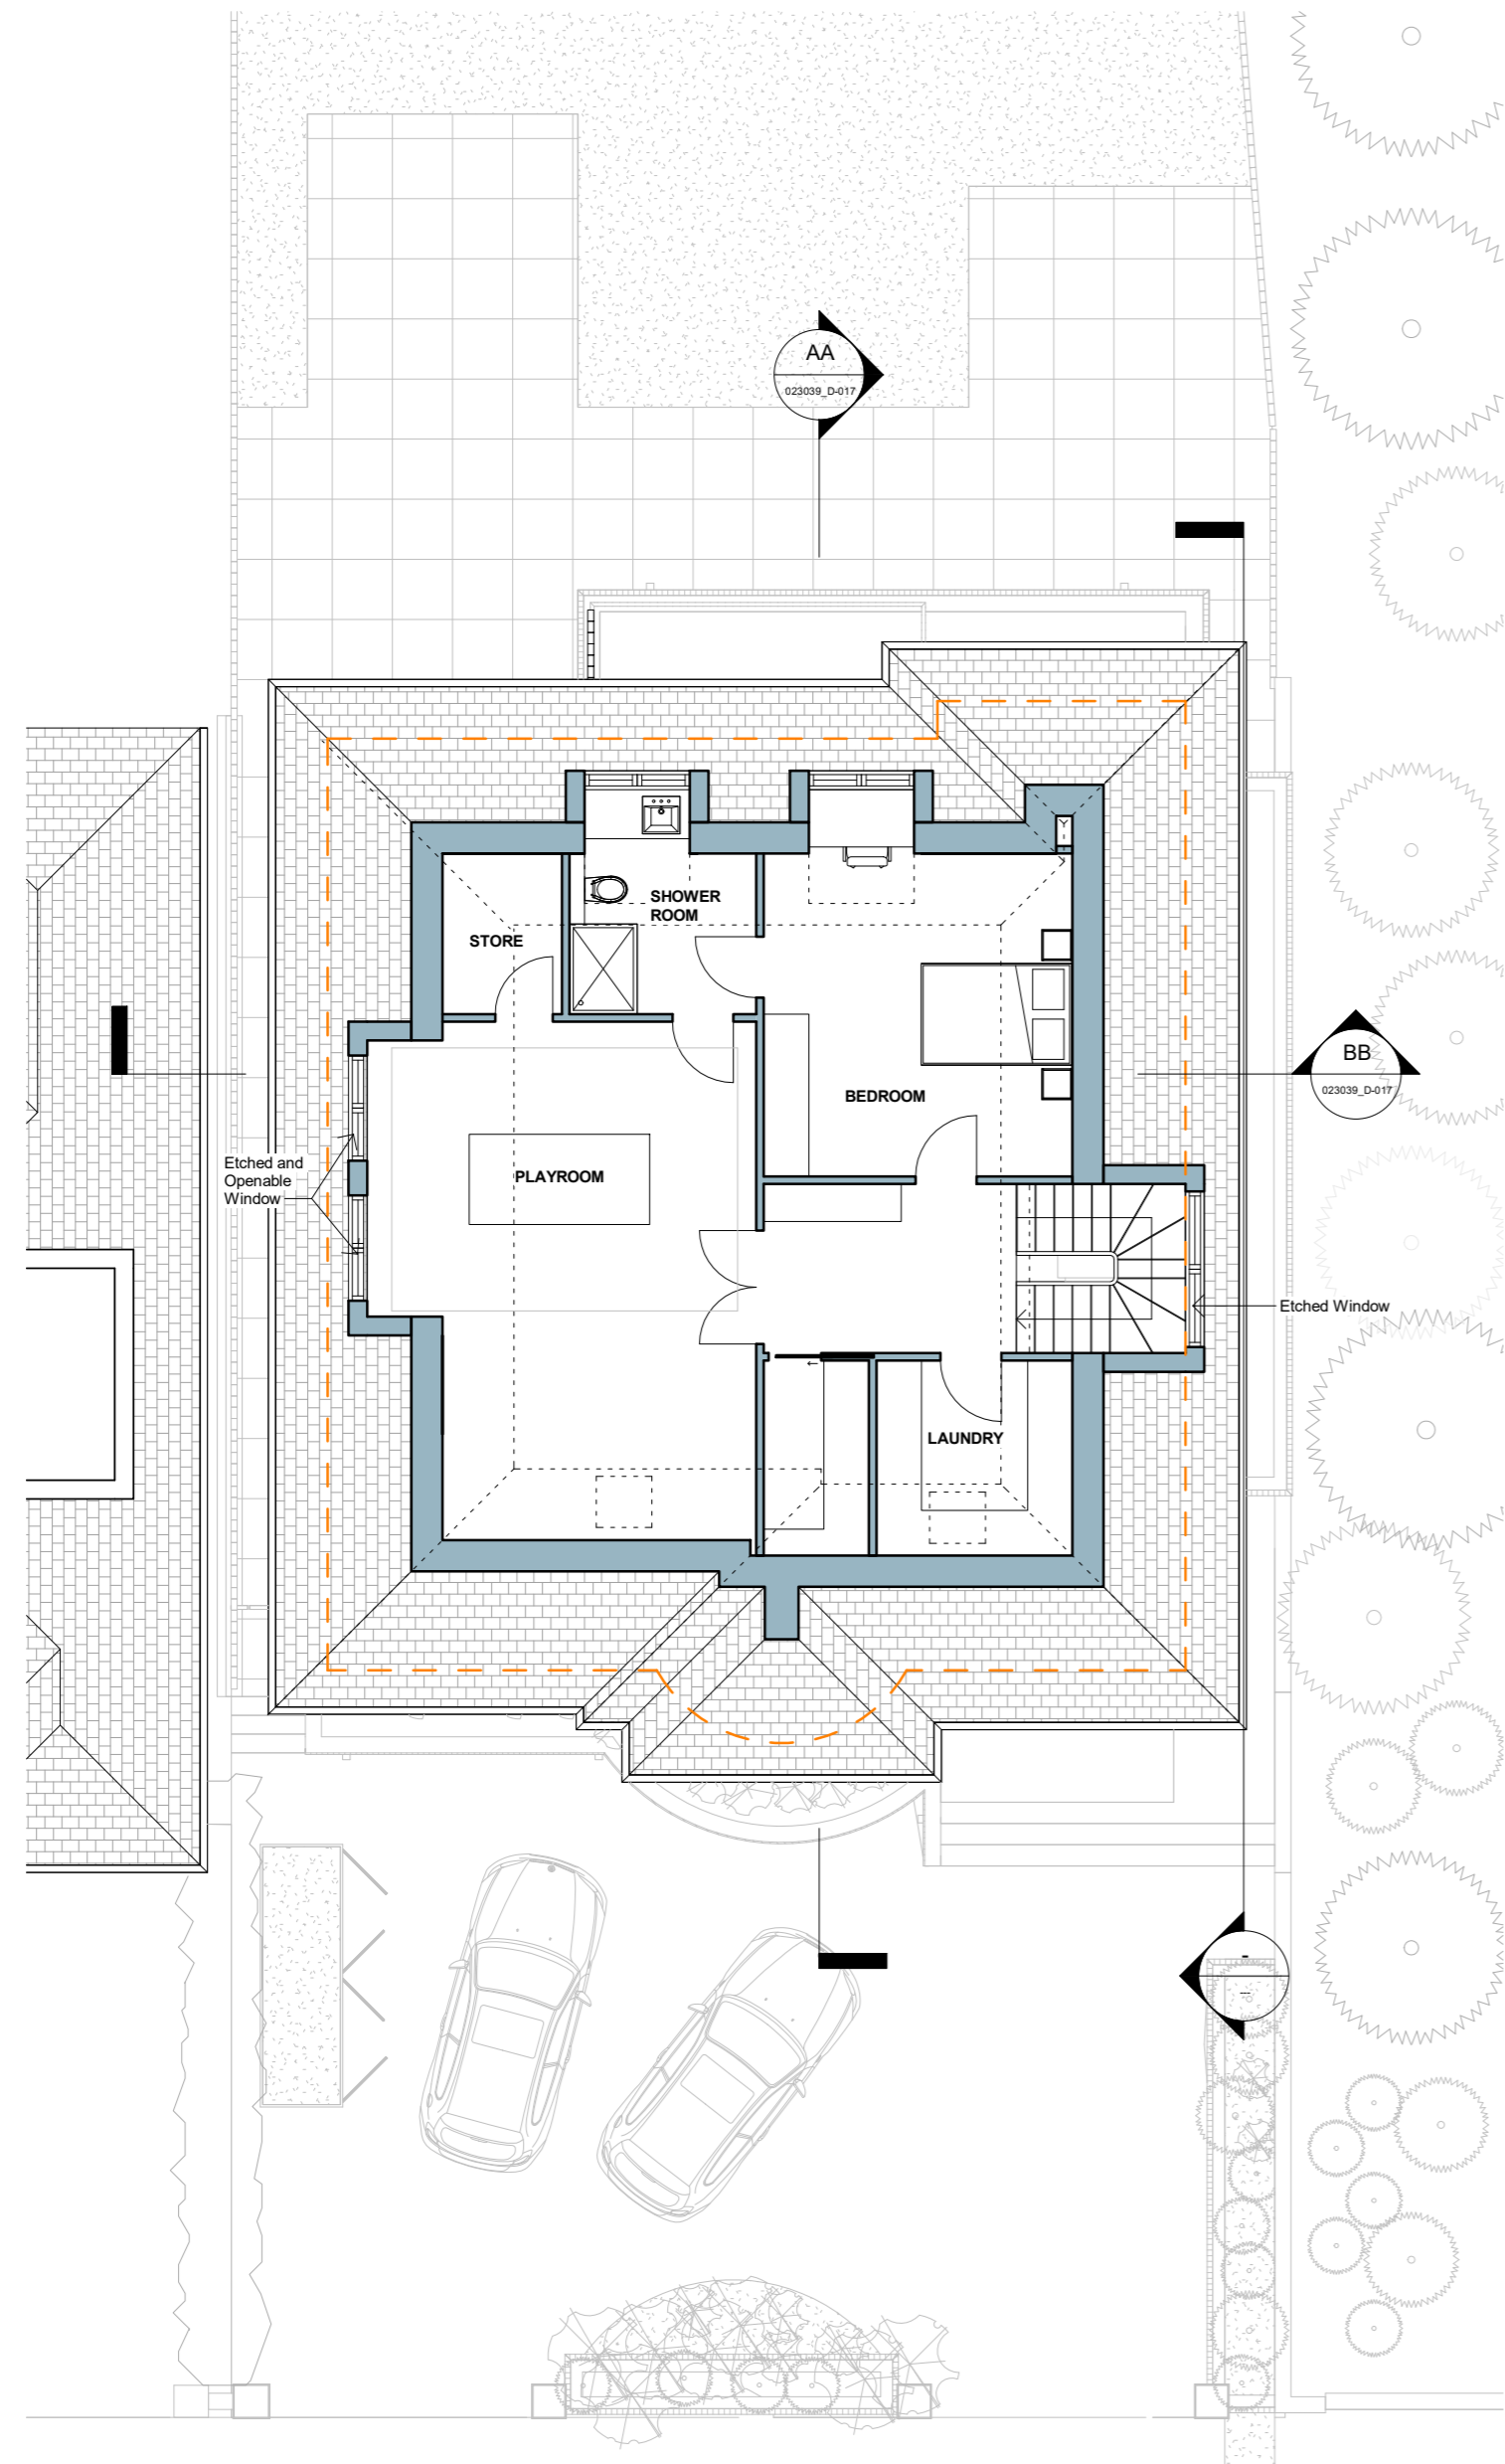 AA
023039_D-017
SHOWER
ROOM
STORE
BEDROOM
BB
023039_D-017
Etched and
Openable
Window
PLAYROOM
Etched Window
LAUNDRY
-
---